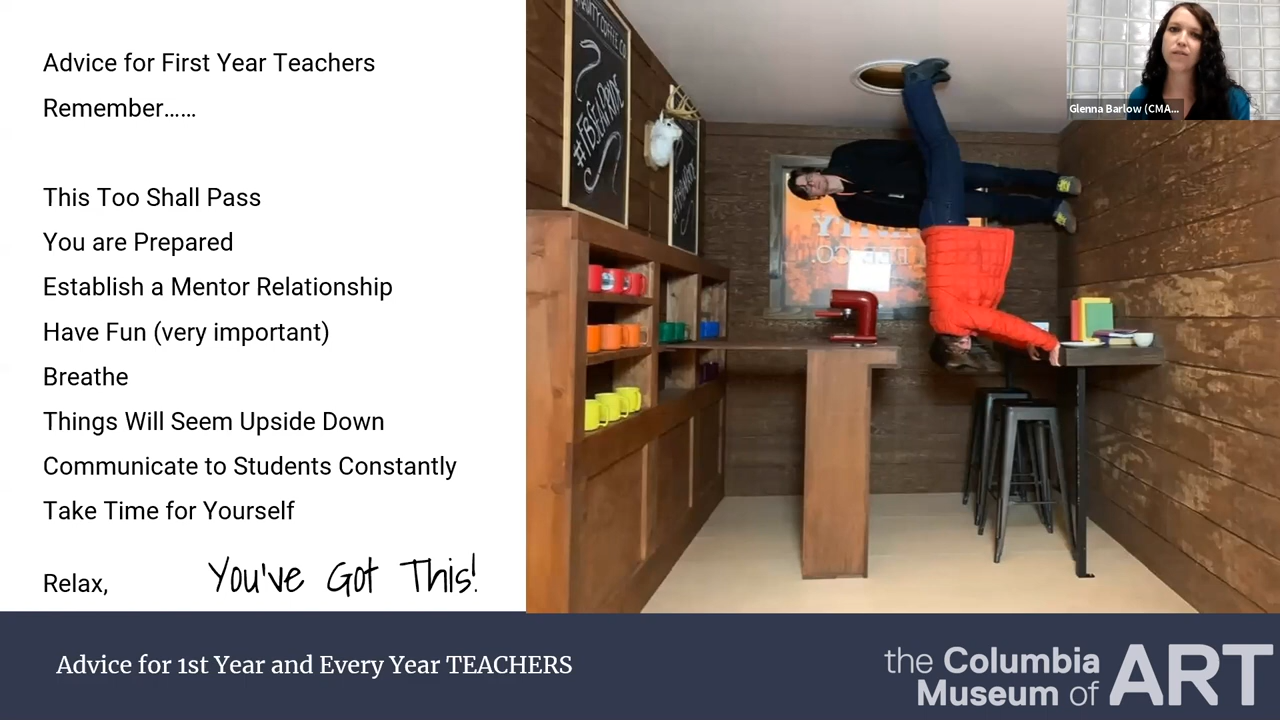 Advice for First Year Teachers
Remember......
This Too Shall Pass
You are Prepared
Establish a Mentor Relationship
Have Fun (very important)
Breathe
Things Will Seem Upside Down
Communicate to Students Constantly
Take Time for Yourself
Relax, You've Got This!
Glenna Barlow (CMA...
Advice for 1st Year and Every Year TEACHERS
the Columbia
Museum of ART